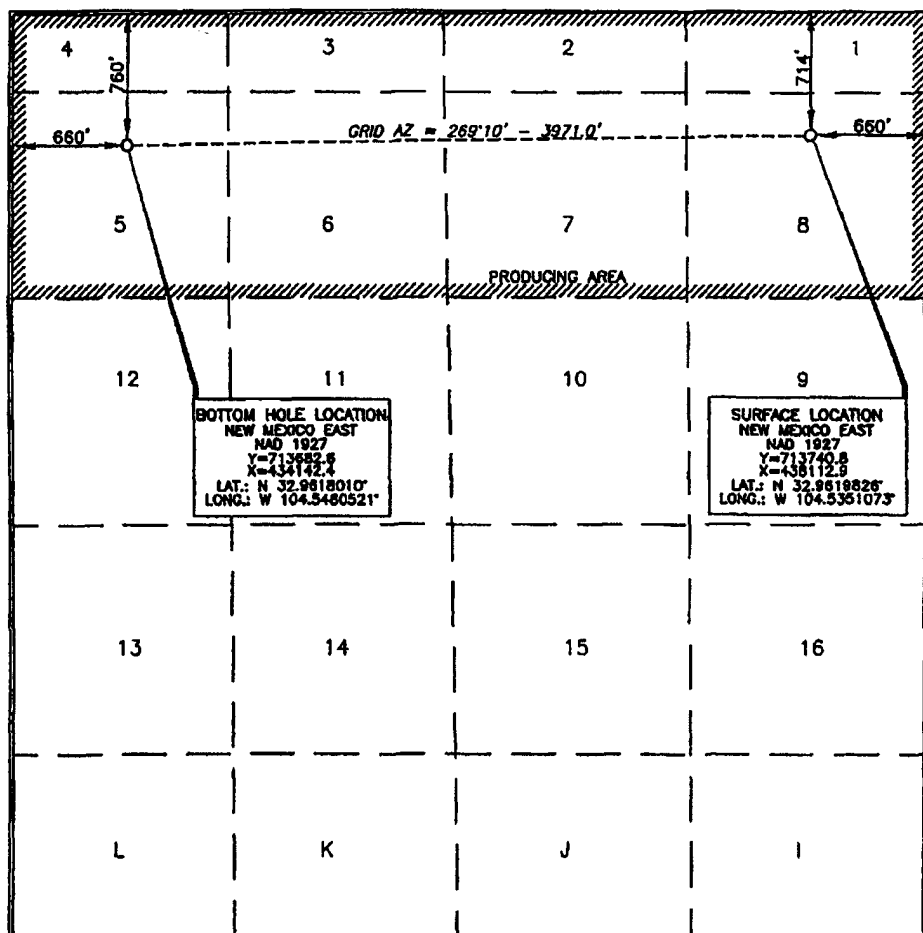 4 3 2 1
760' 714'
GRID AZ = 269°10' - 3971.0'
660' 660'
5 6 7 8
PRODUCING AREA
12 11 10 9
BOTTOM HOLE LOCATION
NEW MEXICO EAST
NAD 1927
Y=713682.6
X=434142.4
LAT.: N 32.9618010°
LONG.: W 104.5480521°
SURFACE LOCATION
NEW MEXICO EAST
NAD 1927
Y=713740.8
X=438112.9
LAT.: N 32.9619826°
LONG.: W 104.5351073°
13 14 15 16
L K J I